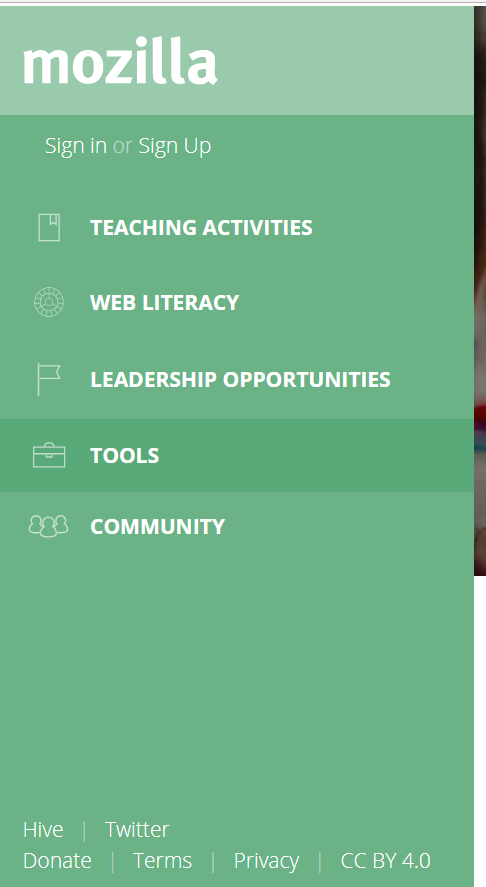 mozilla
Sign in or Sign Up
TEACHING ACTIVITIES
WEB LITERACY
LEADERSHIP OPPORTUNITIES
TOOLS
COMMUNITY
Hive | Twitter
Donate | Terms | Privacy | CC BY 4.0